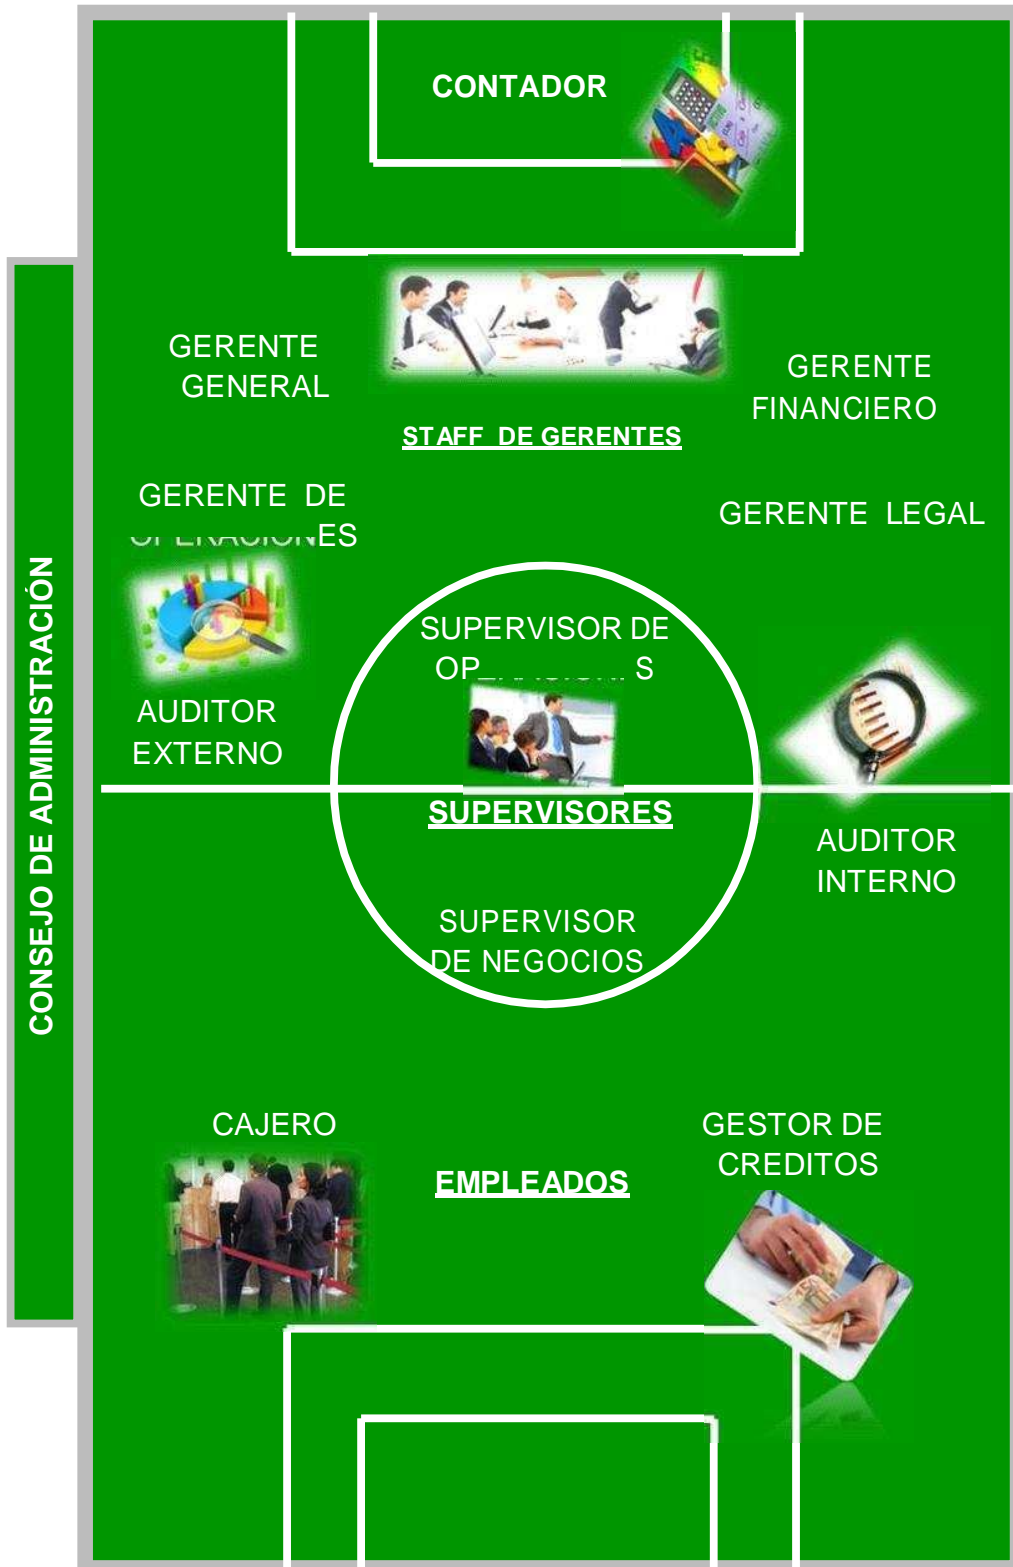 CONTADOR
GERENTE
GENERAL
GERENTE
FINANCIERO
STAFF DE GERENTES
GERENTE DE
OPERACIONES
GERENTE LEGAL
CONSEJO DE ADMINISTRACIÓN
SUPERVISOR DE
AUDITOR
EXTERNO
SUPERVISORES
AUDITOR
INTERNO
SUPERVISOR
DE NEGOCIOS
CAJERO
GESTOR DE
CREDITOS
EMPLEADOS